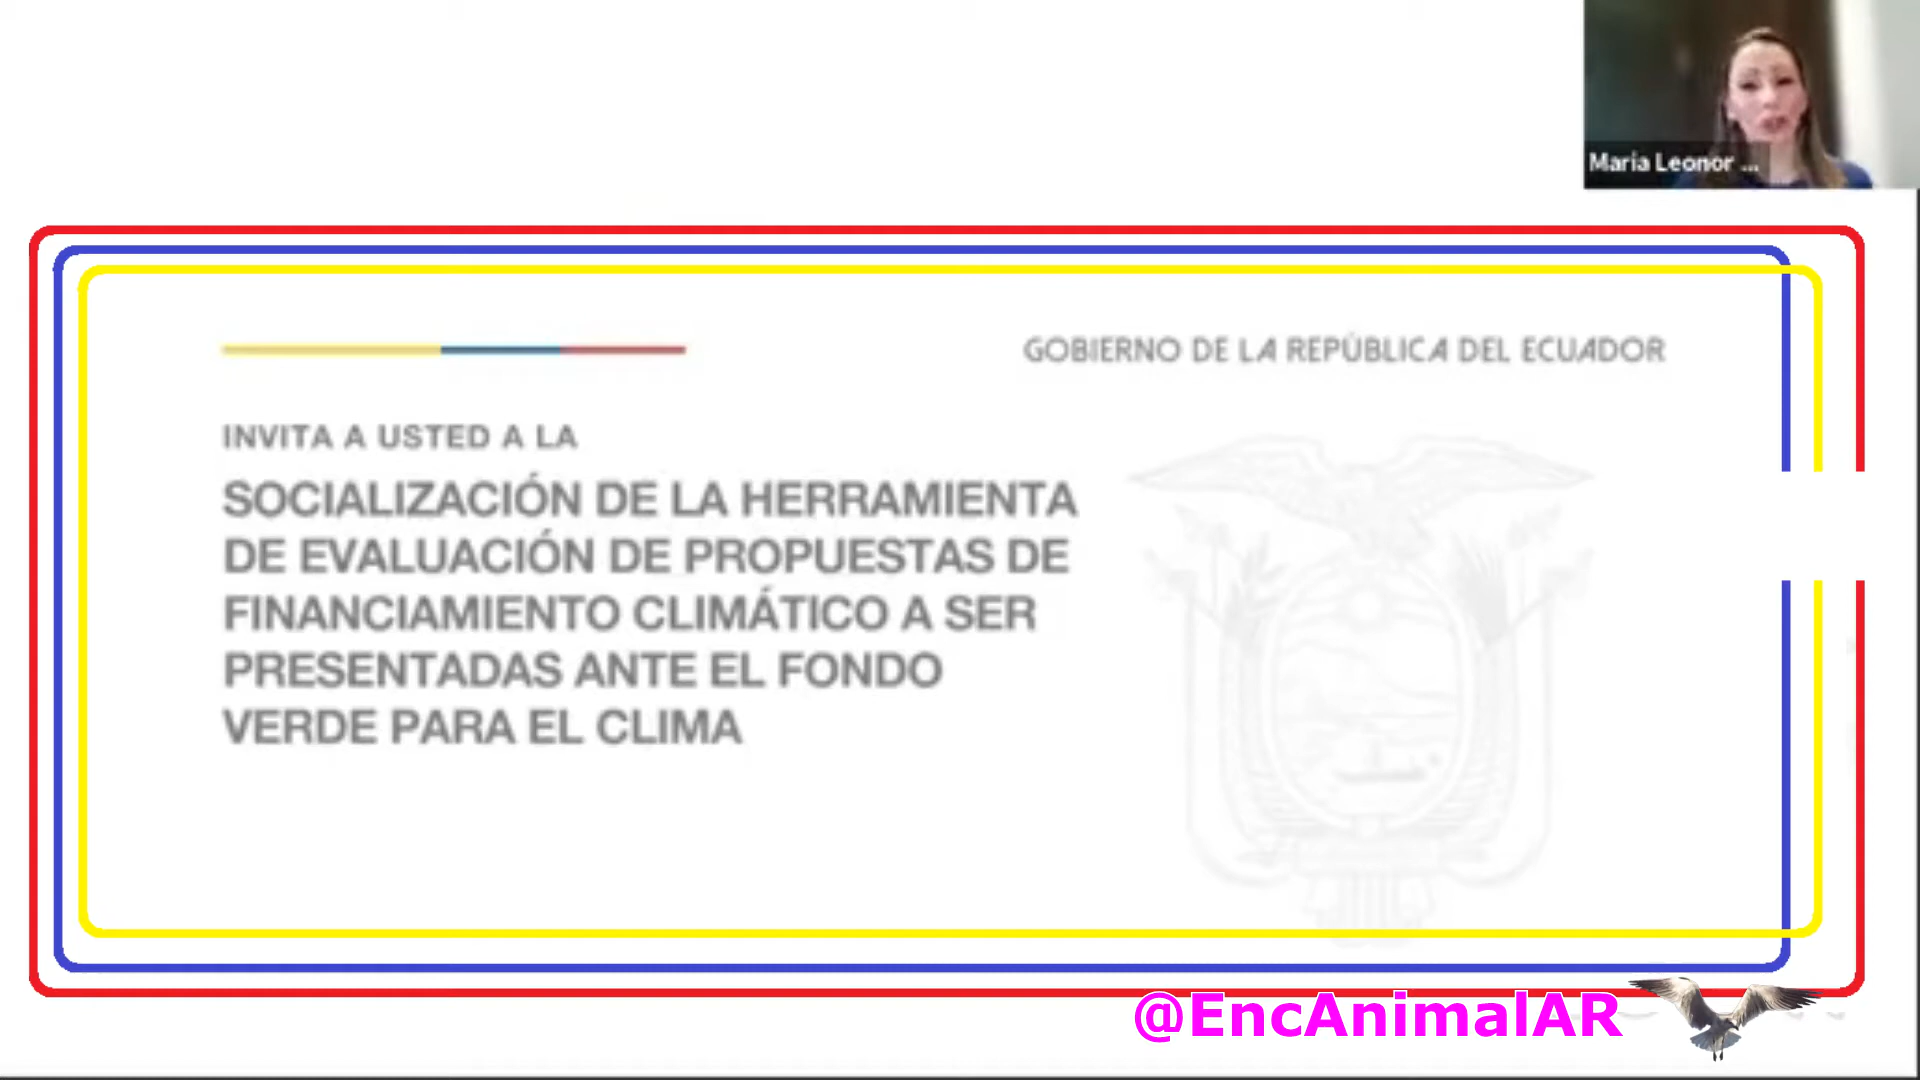 Maria Leonor ...
GOBIERNO DE LA REPÚBLICA DEL ECUADOR
INVITA A USTED A LA
SOCIALIZACIÓN DE LA HERRAMIENTA
DE EVALUACIÓN DE PROPUESTAS DE
FINANCIAMIENTO CLIMÁTICO A SER
PRESENTADAS ANTE EL FONDO
VERDE PARA EL CLIMA
@EncAnimalAR